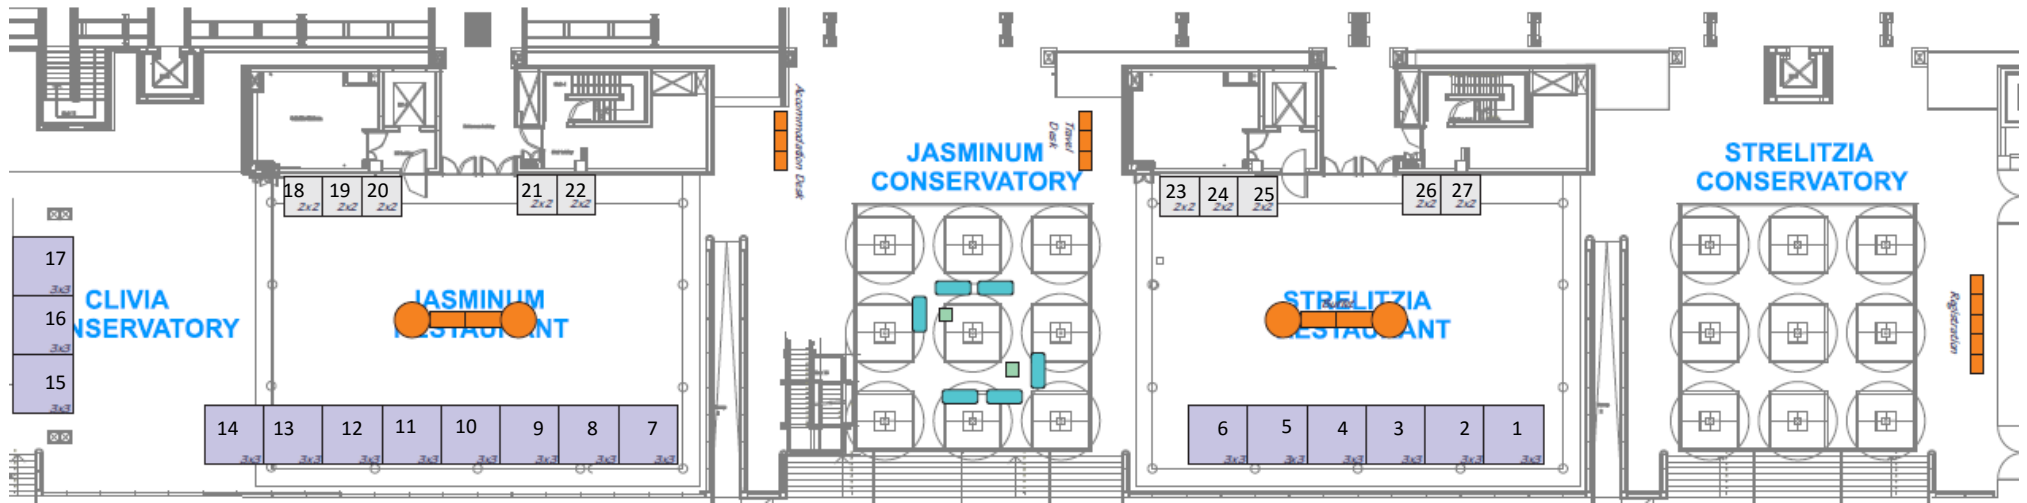 Accommodation Desk
Travel
Desk
JASMINUM
CONSERVATORY
STRELITZIA
CONSERVATORY
18
2x2
19
2x2
20
2x2
21
2x2
22
2x2
23
2x2
24
2x2
25
2x2
26
2x2
27
2x2
17
3x3
16
3x3
15
3x3
CLIVIA
NSERVATORY
JASMINUM
RESTAURANT
STRELITZIA
RESTAURANT
Registration
14
3x3
13
3x3
12
3x3
11
3x3
10
3x3
9
3x3
8
3x3
7
3x3
6
3x3
5
3x3
4
3x3
3
3x3
2
3x3
1
3x3